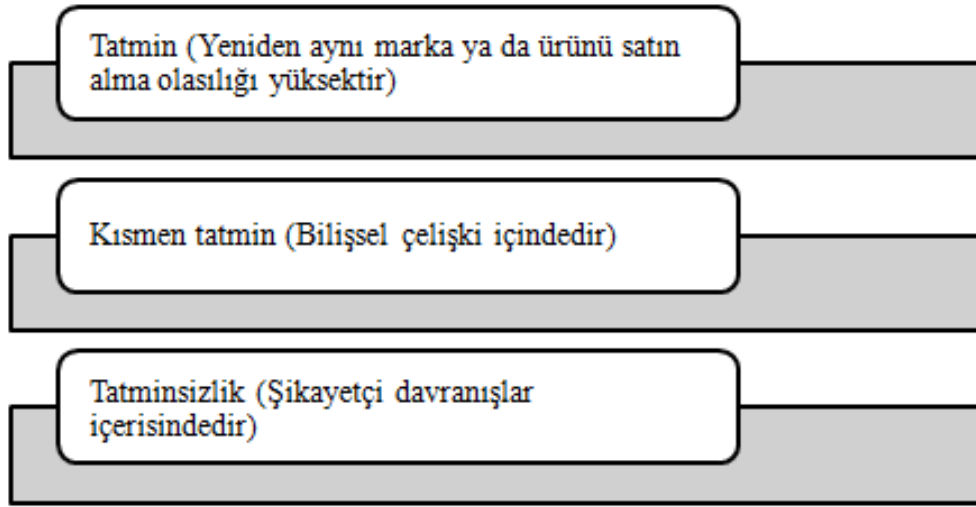 Tatmin (Yeniden aynı marka ya da ürünü satın
alma olasılığı yüksektir)
Kısmen tatmin (Bilişsel çelişki içindedir)
Tatminsizlik (Şikayetçi davranışlar
içerisindedir)